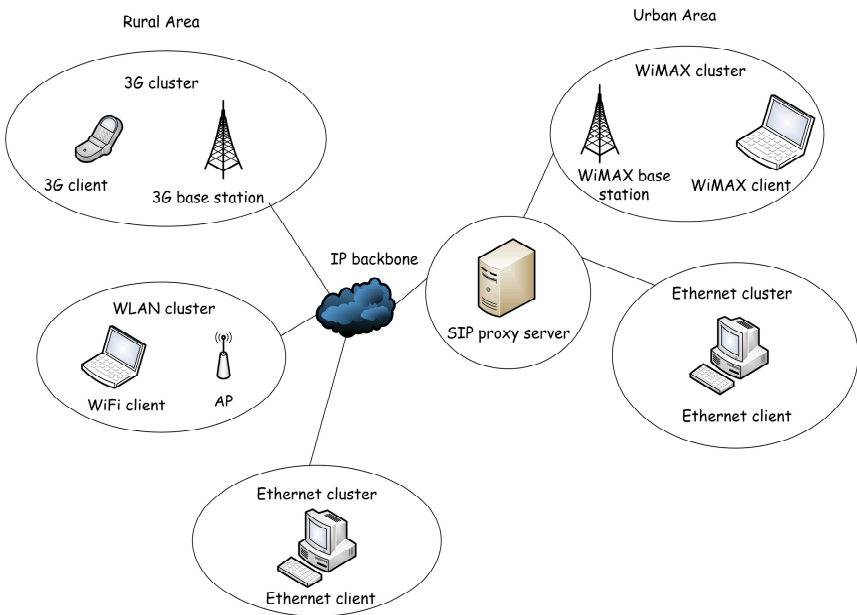 Rural Area
Urban Area
3G cluster
3G client
3G base station
WiMAX cluster
WiMAX base
station
WiMAX client
IP backbone
SIP proxy server
WLAN cluster
WiFi client
AP
Ethernet cluster
Ethernet client
Ethernet cluster
Ethernet client